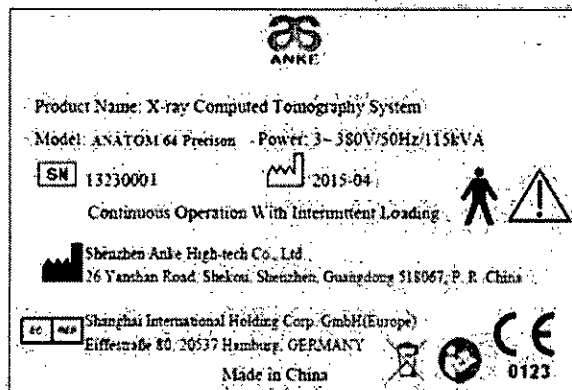 ANKE
Product Name: X-ray Computed Tomography System
Model: ANATOM 64 Precison Power: 3~380V/50Hz/115kVA
SN 13230001 2015-04
Continuous Operation With Intermittent Loading
Shenzhen Anke High-tech Co., Ltd.
26 Yanshan Road, Shekou, Shenzhen, Guangdong 518067, P. R. China
EC REP Shanghai International Holding Corp. GmbH(Europe)
Eiffestraße 80, 20537 Hamburg, GERMANY
CE 0123
Made in China